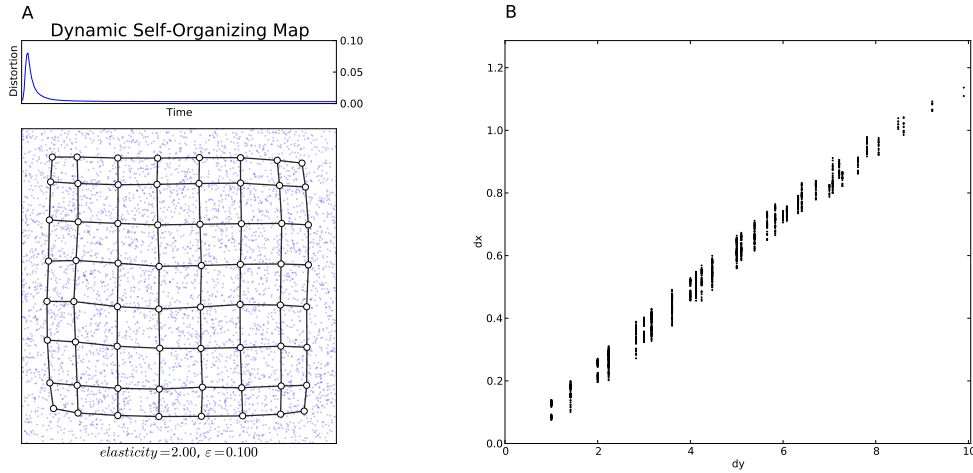 A
Dynamic Self-Organizing Map
Distortion
0.10
0.05
0.00
Time
elasticity=2.00, ε=0.100
B
dx
1.2
1.0
0.8
0.6
0.4
0.2
0.0
0 2 4 6 8 10
dy